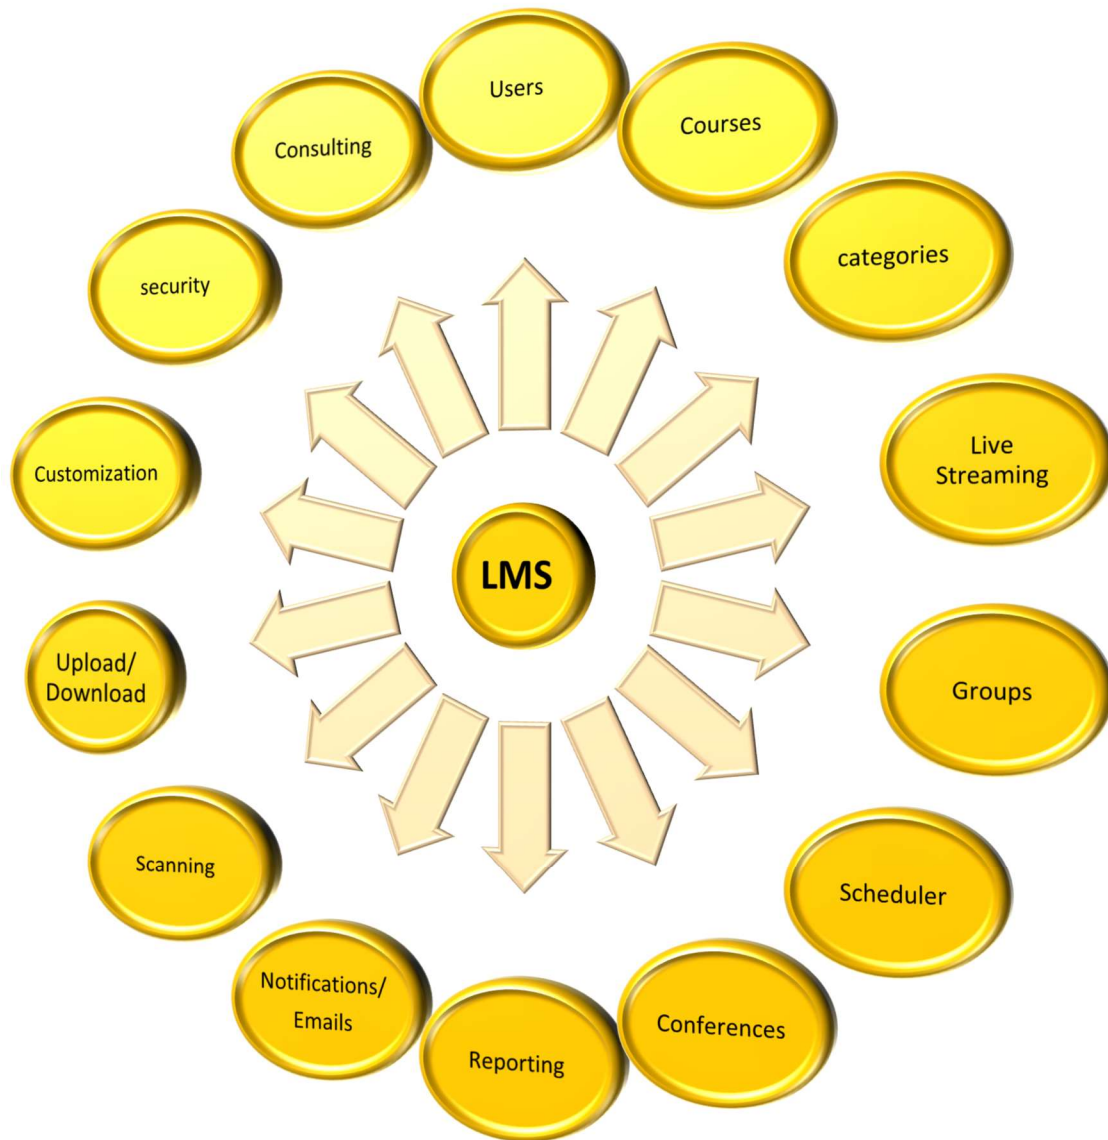 Users
Courses
categories
Live
Streaming
Groups
Scheduler
Conferences
Reporting
Notifications/
Emails
Scanning
Upload/
Download
Customization
security
Consulting
LMS